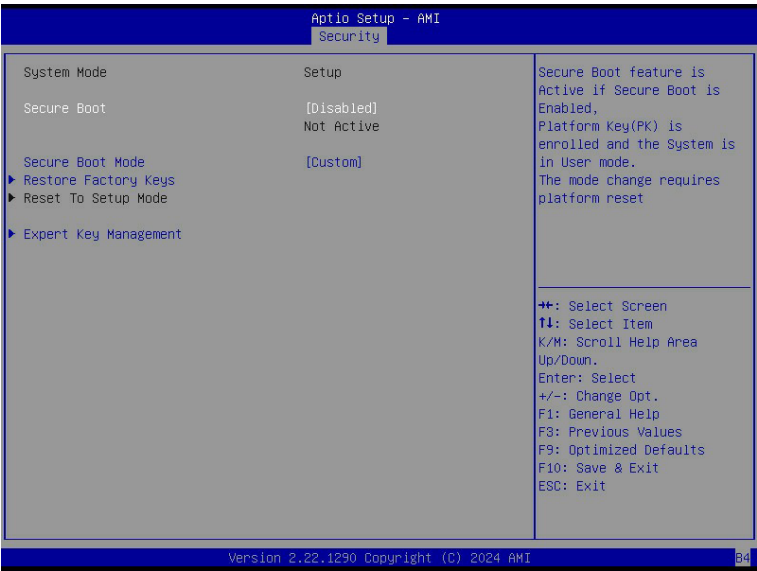 Aptio Setup – AMI
Security
System Mode Setup
Secure Boot [Disabled]
Not Active
Secure Boot Mode [Custom]
▶ Restore Factory Keys
▶ Reset To Setup Mode
▶ Expert Key Management
Secure Boot feature is
Active if Secure Boot is
Enabled,
Platform Key(PK) is
enrolled and the System is
in User mode.
The mode change requires
platform reset
→←: Select Screen
↑↓: Select Item
K/M: Scroll Help Area
Up/Down.
Enter: Select
+/-: Change Opt.
F1: General Help
F3: Previous Values
F9: Optimized Defaults
F10: Save & Exit
ESC: Exit
Version 2.22.1290 Copyright (C) 2024 AMI
B4